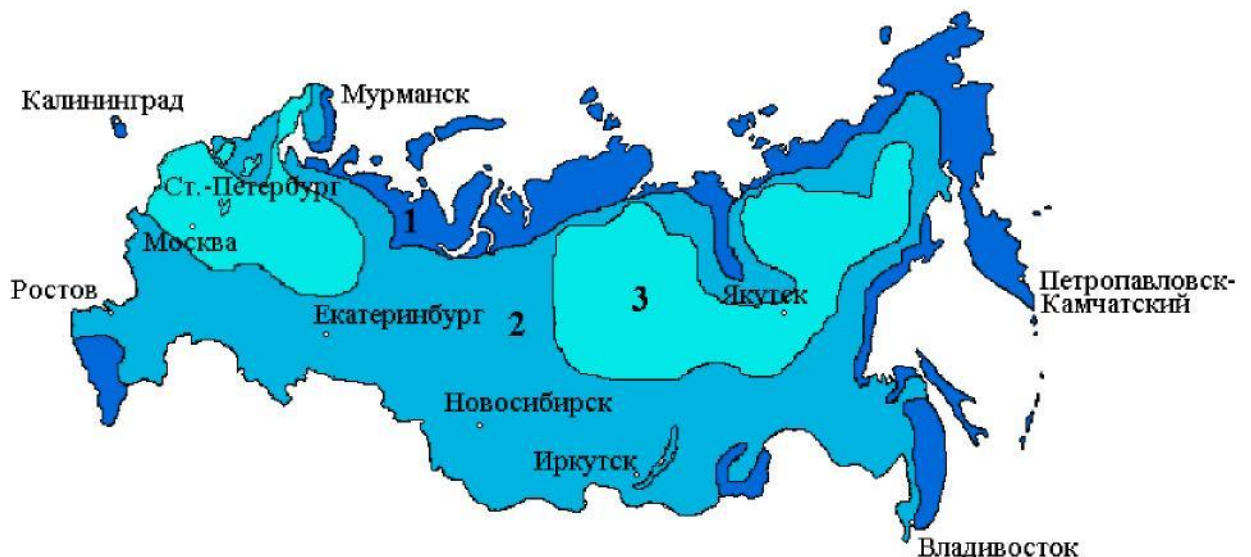 Калининград
Мурманск
Ст.-Петербург
1
Москва
Ростов
3
Якутск
Петропавловск-
Камчатский
Екатеринбург
2
Новосибирск
Иркутск
Владивосток